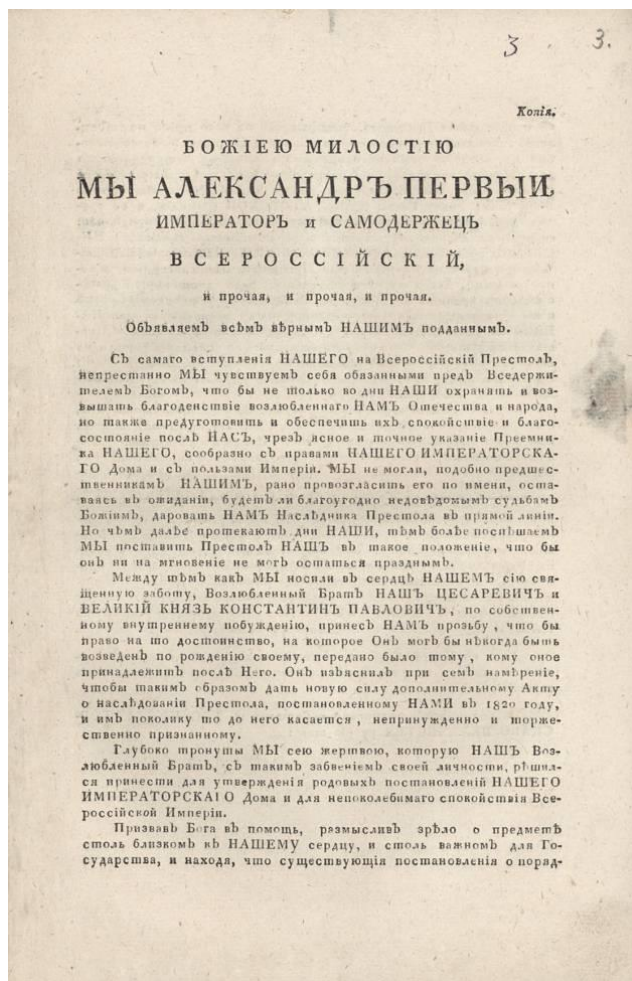 3 3.
Копія.
БОЖІЕЮ МИЛОСТІЮ
МЫ АЛЕКСАНДРЪ ПЕРВЫИ,
ИМПЕРАТОРЪ и САМОДЕРЖЕЦЪ
ВСЕРОССІЙСКІЙ,
и прочая, и прочая, и прочая.
Объявляемъ всѣмъ вѣрнымъ НАШИМЪ подданнымъ.
Съ самаго вступленія НАШЕГО на Всероссійскій Престолъ,
непрестанно МЫ чувствуемъ себя обязанными предъ Вседержи-
телемъ Богомъ, что бы не только во дни НАШИ охранять и воз-
вышать благоденствіе возлюбленнаго НАМЪ Отечества и народа,
но также предуготовить и обеспечить ихъ спокойствіе и благо-
состояніе послѣ НАСЪ, чрезъ ясное и точное указаніе Преемни-
ка НАШЕГО, сообразно съ правами НАШЕГО ИМПЕРАТОРСКА-
ГО Дома и съ пользами Имперіи. МЫ не могли, подобно предшес-
твенникамъ НАШИМЪ, рано провозгласить его по имени, оста-
ваясь въ ожиданіи, будетъ ли благоугодно недовѣдомымъ судьбамъ
Божіимъ, даровать НАМЪ Наслѣдника Престола въ прямой линіи.
Но чѣмъ далѣе протекаютъ дни НАШИ, тѣмъ болѣе поспѣшаемъ
МЫ поставить Престолъ НАШЪ въ такое положеніе, что бы
онъ ни на мгновеніе не могъ остаться празднымъ.
Между тѣмъ какъ МЫ носили въ сердцѣ НАШЕМЪ сію свя-
щенную заботу, Возлюбленный Братъ НАШЪ ЦЕСАРЕВИЧЪ и
ВЕЛИКІЙ КНЯЗЬ КОНСТАНТИНЪ ПАВЛОВИЧЪ, по собствен-
ному внутреннему побужденію, принесъ НАМЪ прозьбу, что бы
право на то достоинство, на которое Онъ могъ бы нѣкогда быть
возведенъ по рожденію своему, передано было тому, кому оное
принадлежитъ послѣ Него. Онъ изъяснилъ при семъ намѣреніе,
чтобы такимъ образомъ дать новую силу дополнительному Акту
о наслѣдованіи Престола, постановленному НАМИ въ 1820 году,
и имъ поколику то до него касается, непринужденно и торже-
ственно признанному.
Глубоко тронуты МЫ сею жертвою, которую НАШЪ Воз-
любленный Братъ, съ такимъ забвеніемъ своей личности, рѣшил-
ся принести для утвержденія родовыхъ постановленій НАШЕГО
ИМПЕРАТОРСКАГО Дома и для непоколебимаго спокойствія Все-
россійской Имперіи.
Призвавъ Бога въ помощь, размысливъ зрѣло о предметѣ
столь близкомъ къ НАШЕМУ сердцу, и столь важномъ для Го-
сударства, и находя, что существующія постановленія о поряд-